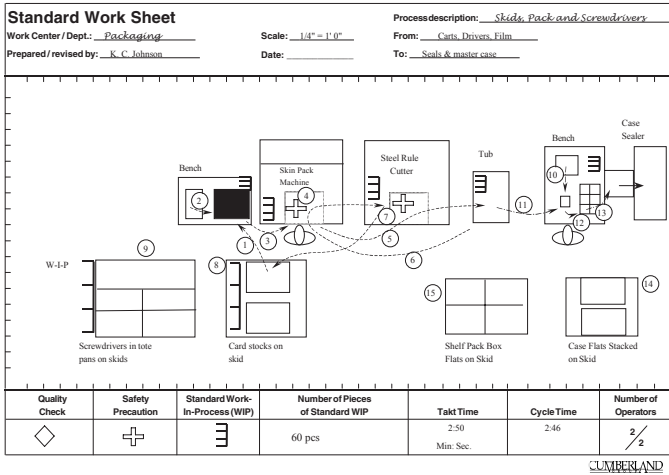 Standard Work Sheet
Process description: Skids, Pack and Screwdrivers
Work Center / Dept.: Packaging
Scale: 1/4" = 1' 0"
From: Carts, Drivers, Film
Prepared / revised by: K. C. Johnson
Date:
To: Seals & master case
Case
Sealer
Bench
Tub
Steel Rule
Cutter
Skin Pack
Machine
Bench
10
2
4
7
11
12
13
1
3
5
6
9
8
W-I-P
15
14
Screwdrivers in tote
pans on skids
Card stocks on
skid
Shelf Pack Box
Flats on Skid
Case Flats Stacked
on Skid
Quality
Check
Safety
Precaution
Standard Work-
In-Process (WIP)
Number of Pieces
of Standard WIP
Takt Time
Cycle Time
Number of
Operators
60 pcs
2:50
Min: Sec.
2:46
2/2
CUMBERLAND